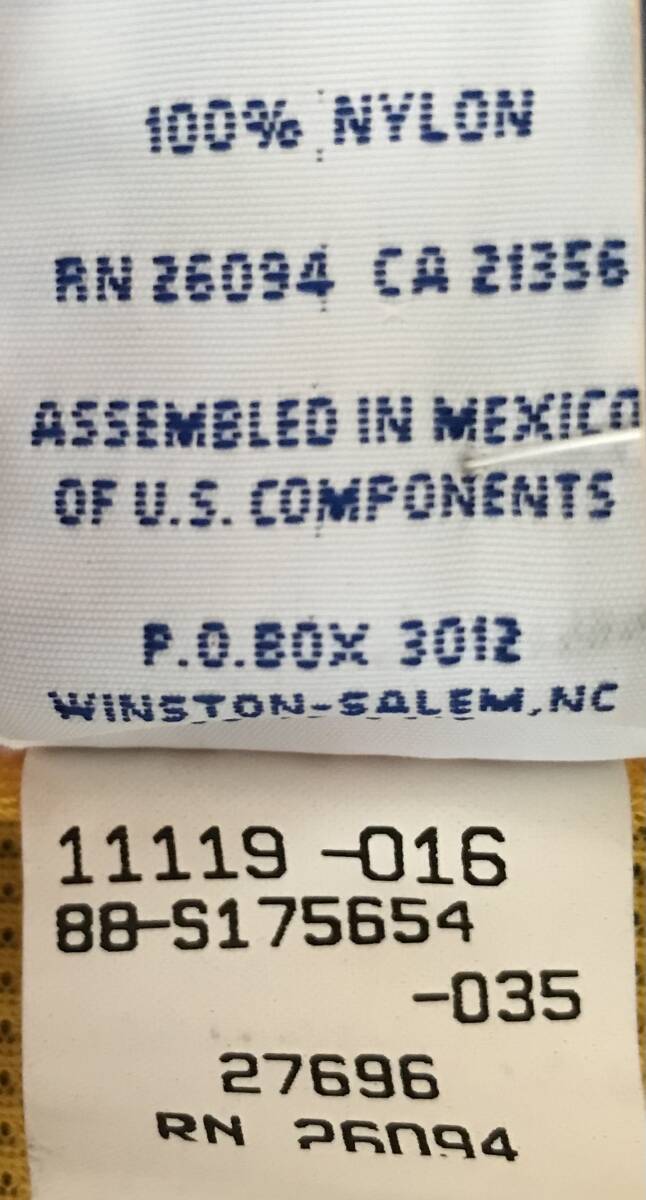 100% NYLON
RN 26094 CA 21356
ASSEMBLED IN MEXICO
OF U.S. COMPONENTS
P.O.BOX 3012
WINSTON-SALEM,NC
11119-016
88-S175654
-035
27696
RN 26094